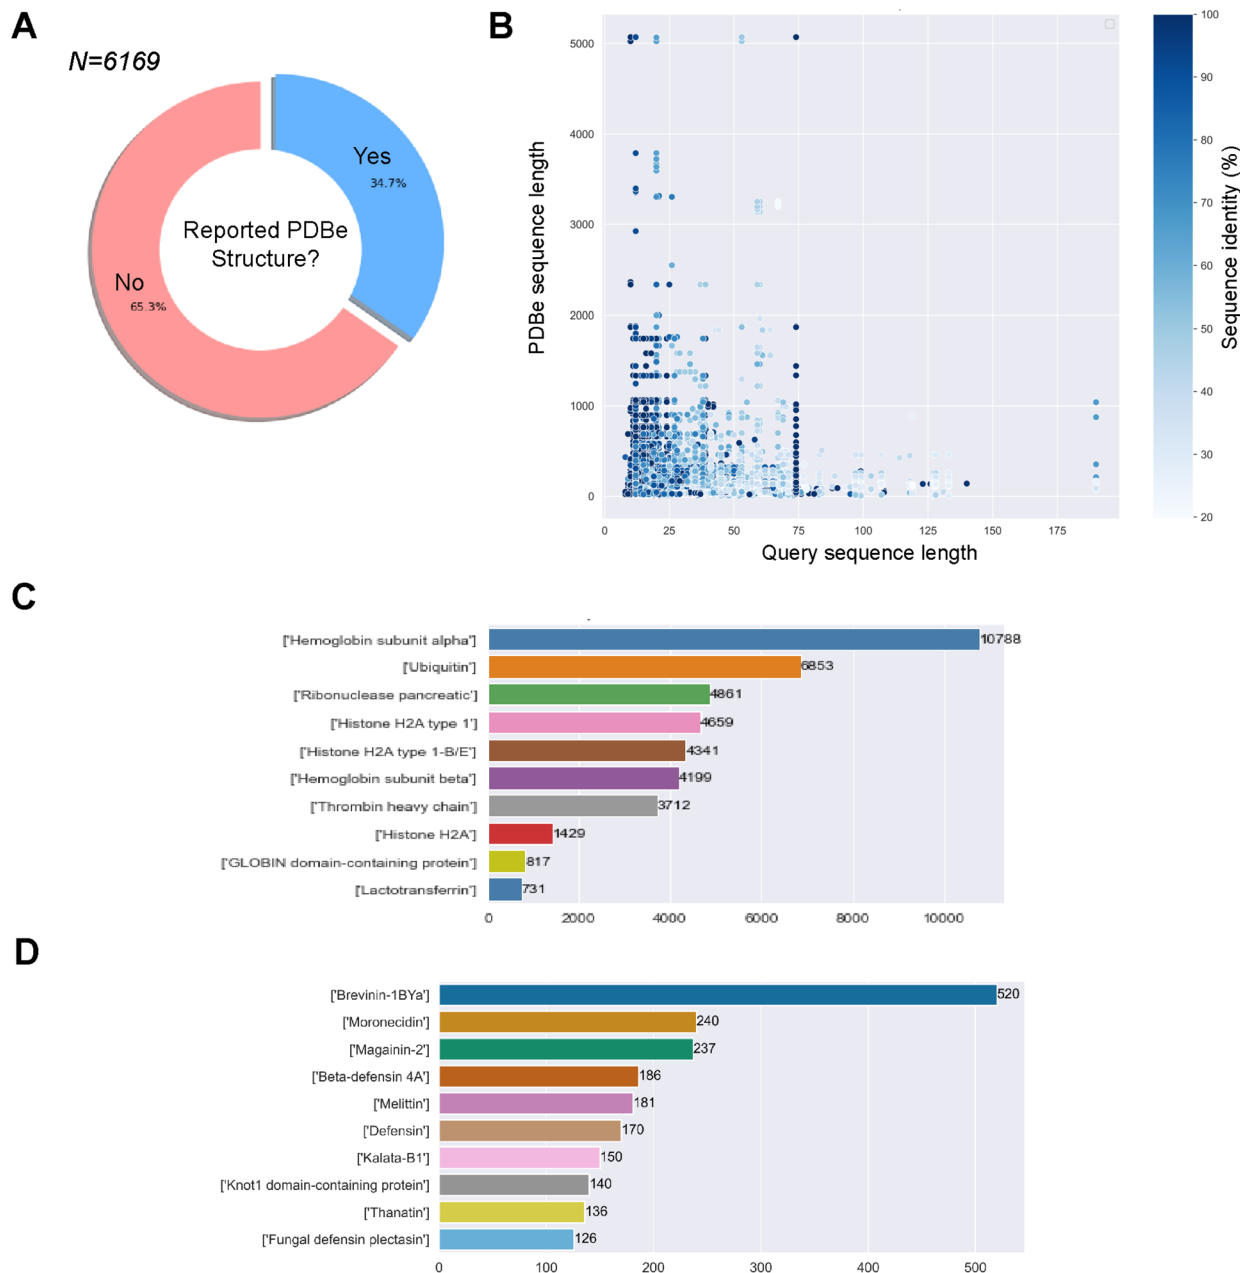 A
N=6169
Yes
34.7%
Reported PDBe
Structure?
No
65.3%
B
PDBe sequence length
5000
4000
3000
2000
1000
0
0 25 50 75 100 125 150 175
Query sequence length
100
90
80
70
60
50
40
30
20
Sequence identity (%)
C
['Hemoglobin subunit alpha'] 10788
['Ubiquitin'] 6853
['Ribonuclease pancreatic'] 4861
['Histone H2A type 1'] 4659
['Histone H2A type 1-B/E'] 4341
['Hemoglobin subunit beta'] 4199
['Thrombin heavy chain'] 3712
['Histone H2A'] 1429
['GLOBIN domain-containing protein'] 817
['Lactotransferrin'] 731
0 2000 4000 6000 8000 10000
D
['Brevinin-1BYa'] 520
['Moronecidin'] 240
['Magainin-2'] 237
['Beta-defensin 4A'] 186
['Melittin'] 181
['Defensin'] 170
['Kalata-B1'] 150
['Knot1 domain-containing protein'] 140
['Thanatin'] 136
['Fungal defensin plectasin'] 126
0 100 200 300 400 500